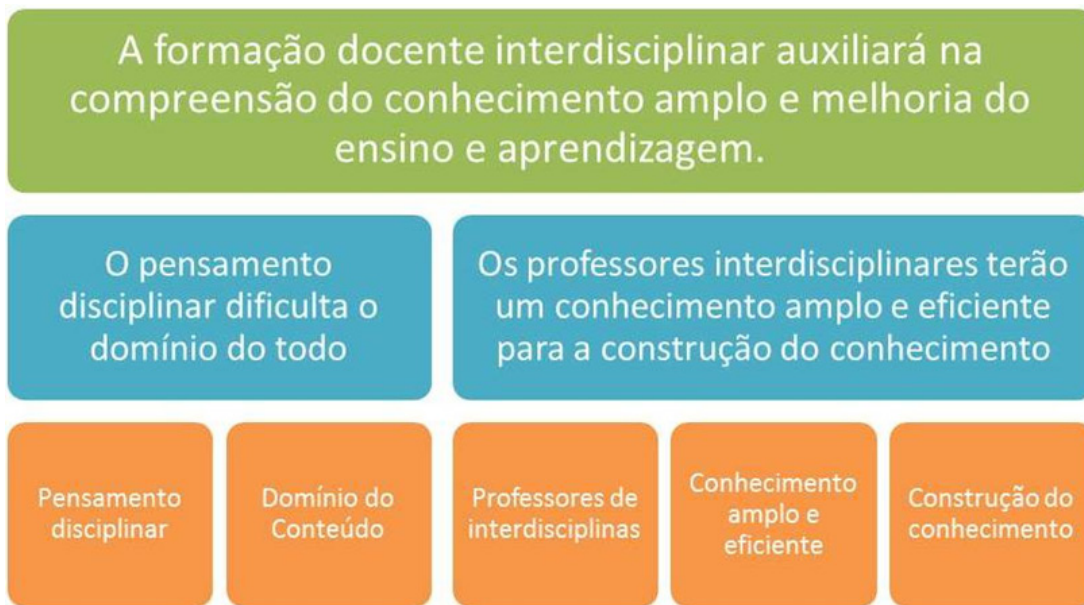 A formação docente interdisciplinar auxiliará na
compreensão do conhecimento amplo e melhoria do
ensino e aprendizagem.
O pensamento
disciplinar dificulta o
domínio do todo
Os professores interdisciplinares terão
um conhecimento amplo e eficiente
para a construção do conhecimento
Pensamento
disciplinar
Domínio do
Conteúdo
Professores de
interdisciplinas
Conhecimento
amplo e
eficiente
Construção do
conhecimento